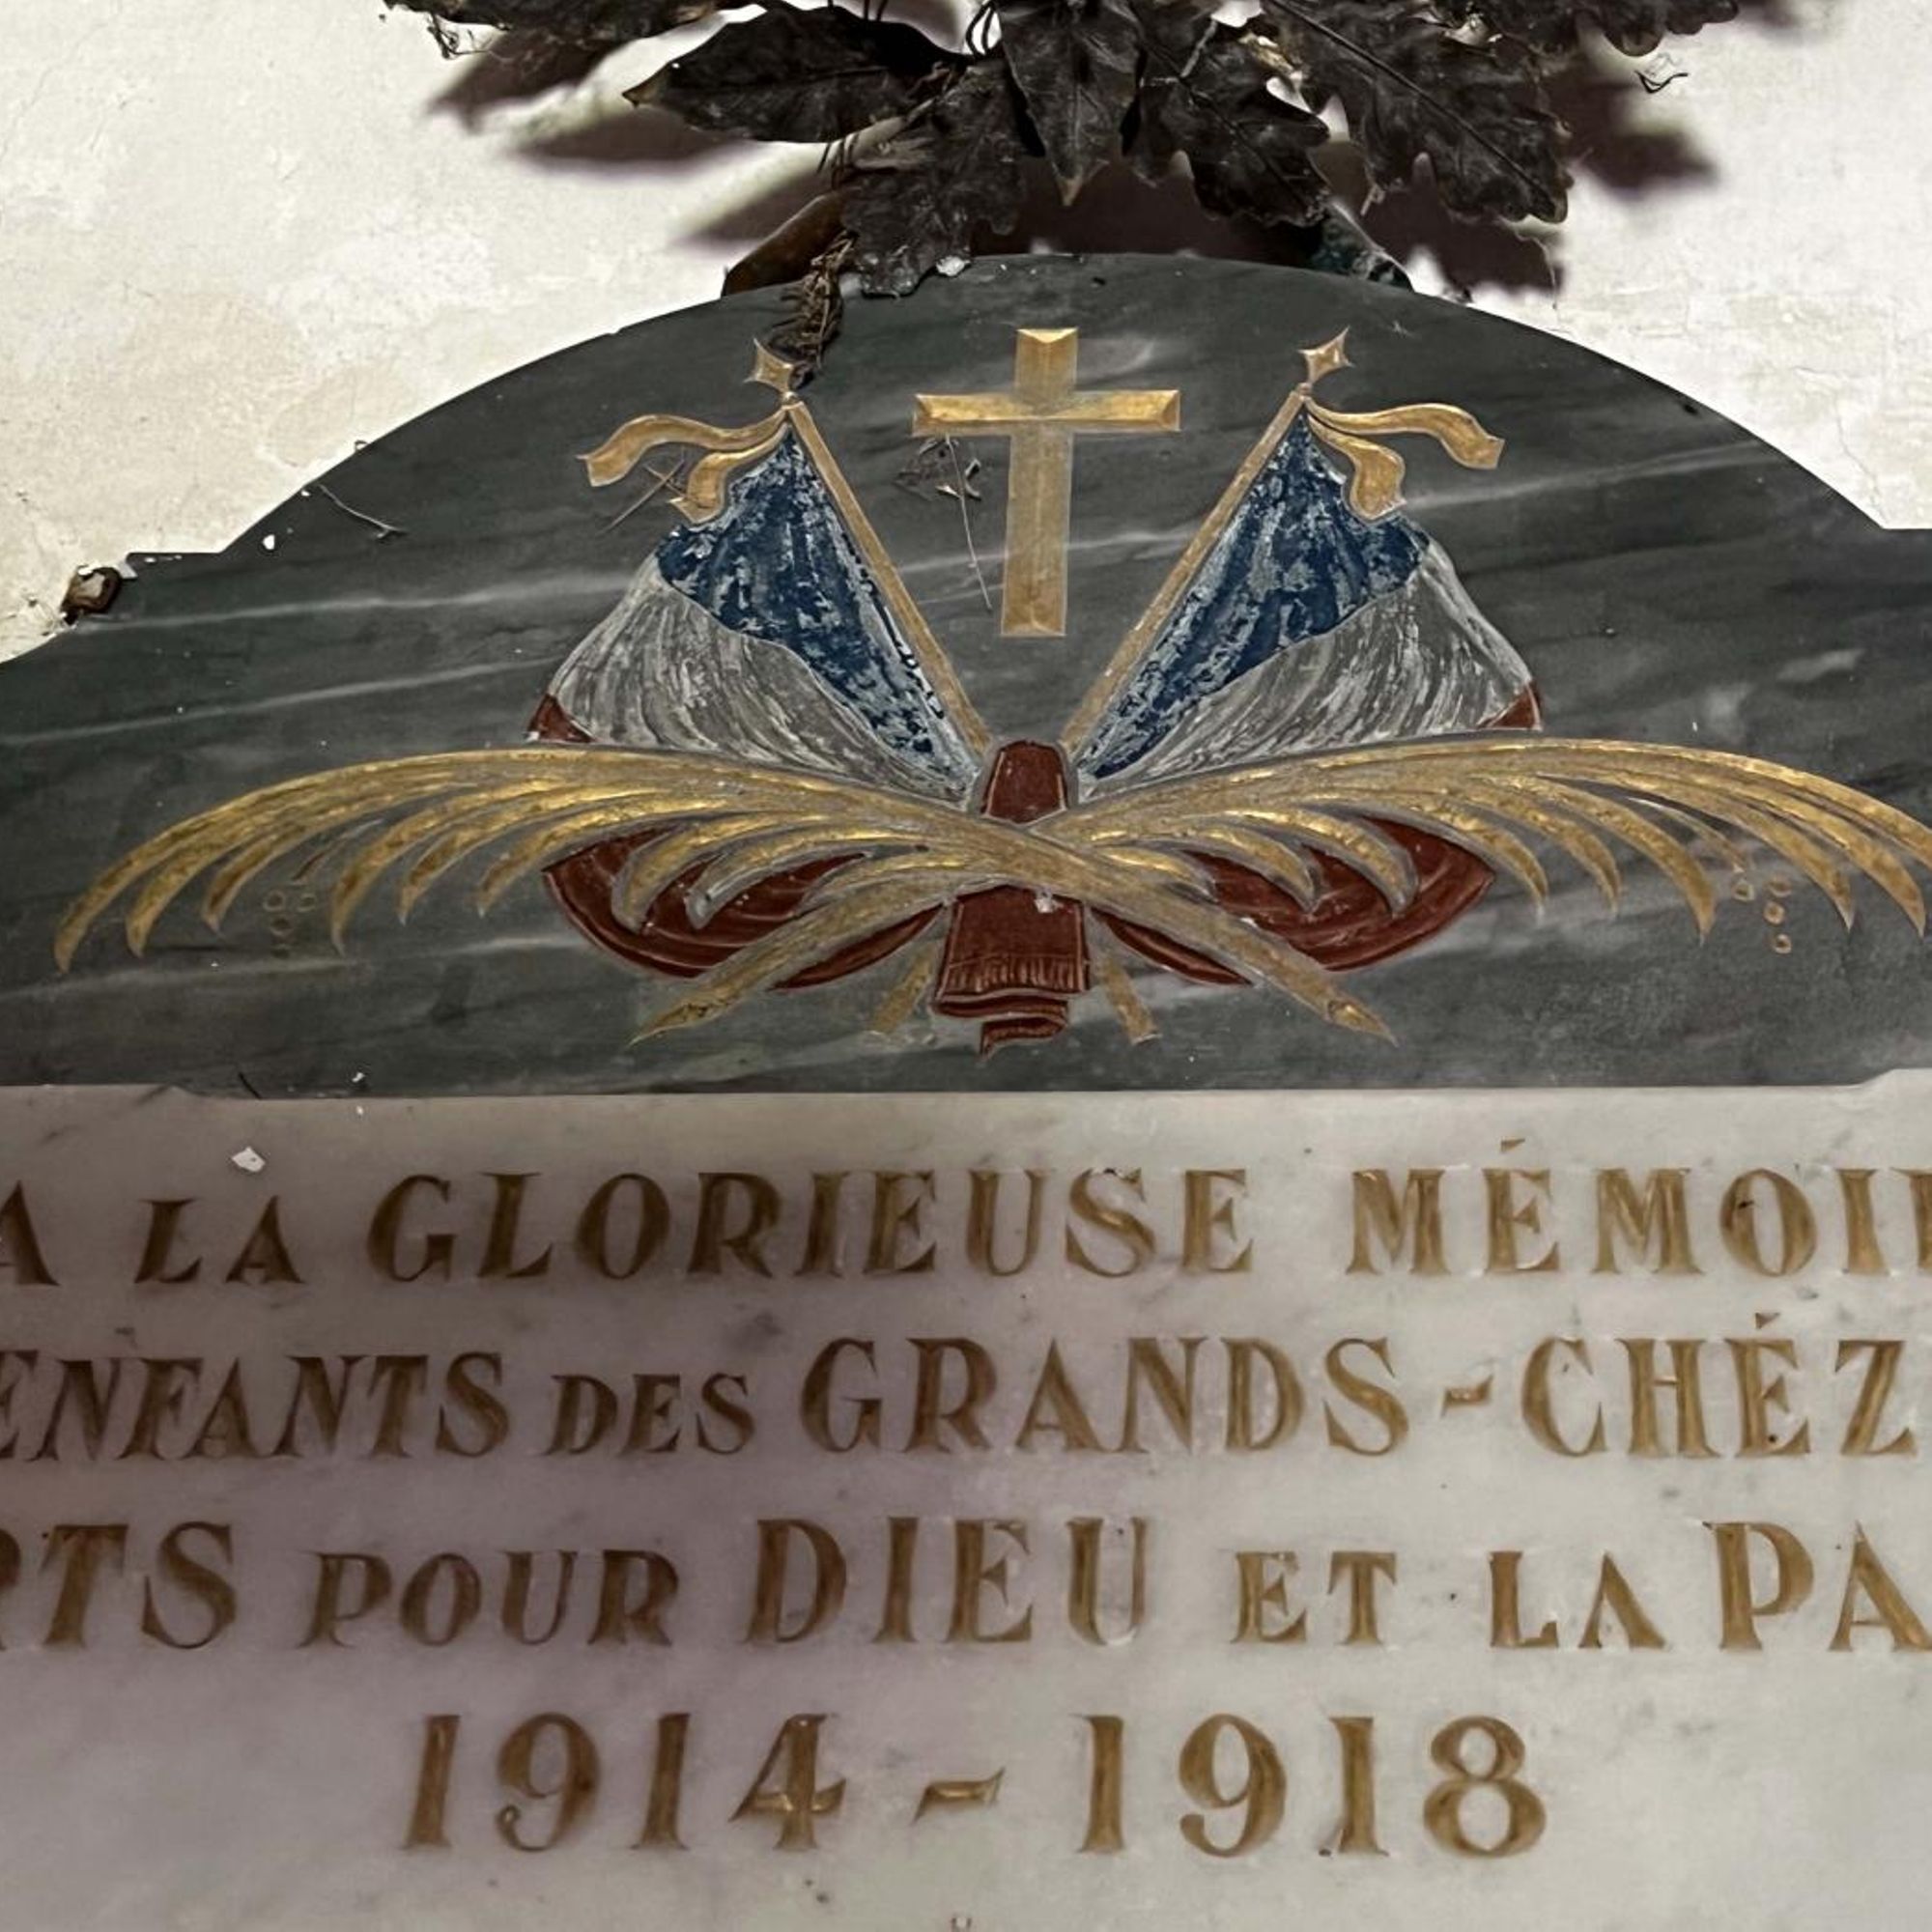 A LA GLORIEUSE MÉMOI
ENFANTS DES GRANDS-CHÉZ
RTS POUR DIEU ET LA PA
1914-1918